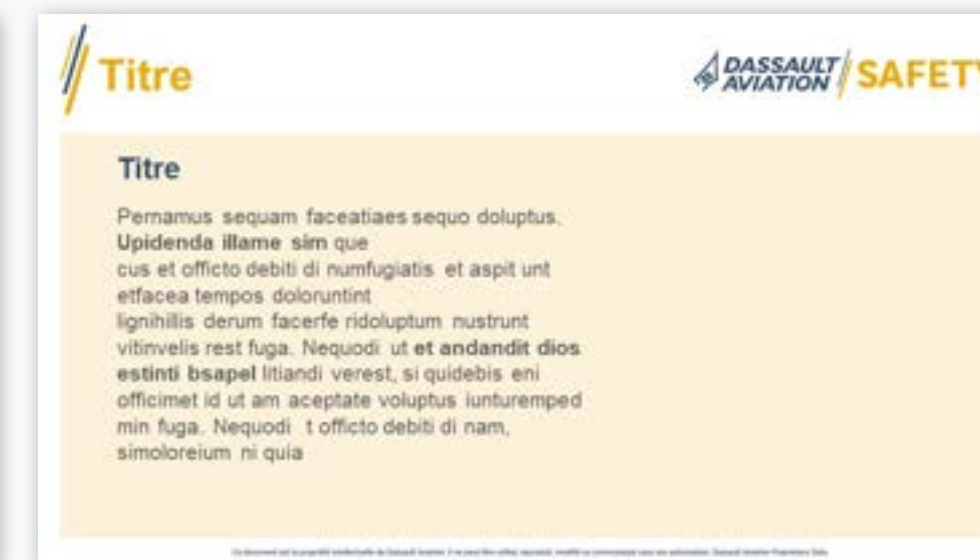 Titre
DASSAULT
AVIATION
SAFETY
Titre
Pernamus sequam faceatiaes sequo doluptus.
Upidenda illame sim que
cus et officto debiti di numfugiatis et aspit unt
etfacea tempos doloruntint
lignihillis derum facerfe ridoluptum nustrunt
vitinvelis rest fuga. Nequodi ut et andandit dios
estinti bsapel litiandi verest, si quidebis eni
officimet id ut am aceptate voluptus iunturemped
min fuga. Nequodi t officto debiti di nam,
simoloreium ni quia